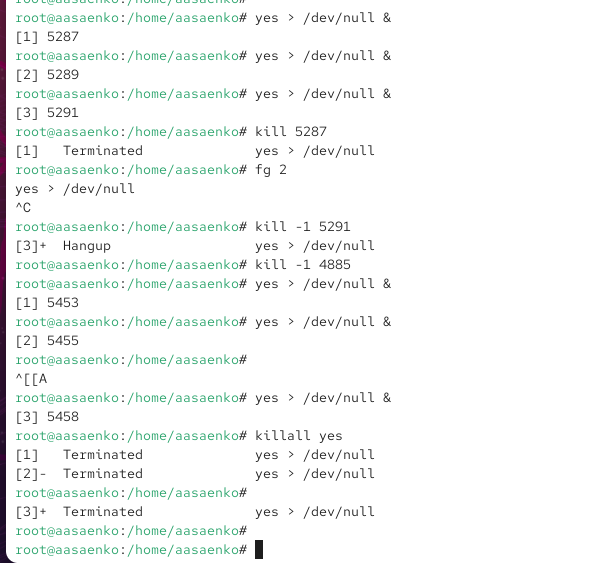 root@aasaenko:/home/aasaenko#
root@aasaenko:/home/aasaenko# yes > /dev/null &
[1] 5287
root@aasaenko:/home/aasaenko# yes > /dev/null &
[2] 5289
root@aasaenko:/home/aasaenko# yes > /dev/null &
[3] 5291
root@aasaenko:/home/aasaenko# kill 5287
[1]   Terminated              yes > /dev/null
root@aasaenko:/home/aasaenko# fg 2
yes > /dev/null
^C
root@aasaenko:/home/aasaenko# kill -1 5291
[3]+  Hangup                  yes > /dev/null
root@aasaenko:/home/aasaenko# kill -1 4885
root@aasaenko:/home/aasaenko# yes > /dev/null &
[1] 5453
root@aasaenko:/home/aasaenko# yes > /dev/null &
[2] 5455
root@aasaenko:/home/aasaenko#
^[[A
root@aasaenko:/home/aasaenko# yes > /dev/null &
[3] 5458
root@aasaenko:/home/aasaenko# killall yes
[1]   Terminated              yes > /dev/null
[2]-  Terminated              yes > /dev/null
root@aasaenko:/home/aasaenko#
[3]+  Terminated              yes > /dev/null
root@aasaenko:/home/aasaenko#
root@aasaenko:/home/aasaenko#